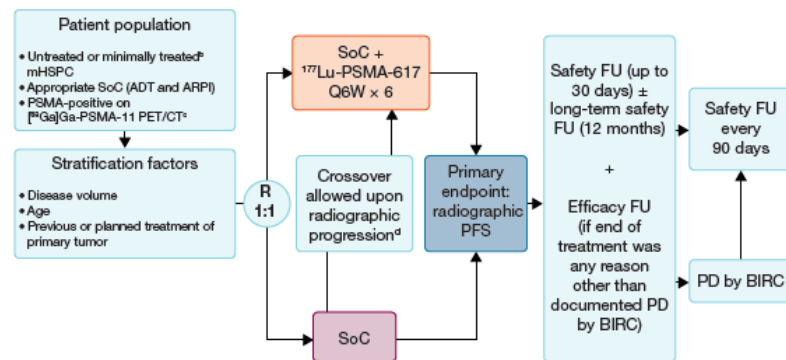 Patient population
• Untreated or minimally treatedᵇ
mHSPC
• Appropriate SoC (ADT and ARPI)
• PSMA-positive on
[⁶⁸Ga]Ga-PSMA-11 PET/CTᶜ
Stratification factors
• Disease volume
• Age
• Previous or planned treatment of
primary tumor
R
1:1
SoC +
¹⁷⁷Lu-PSMA-617
Q6W × 6
Crossover
allowed upon
radiographic
progressionᵈ
SoC
Primary
endpoint:
radiographic
PFS
Safety FU (up to
30 days) ±
long-term safety
FU (12 months)
+
Efficacy FU
(if end of
treatment was
any reason
other than
documented PD
by BIRC)
Safety FU
every
90 days
PD by BIRC